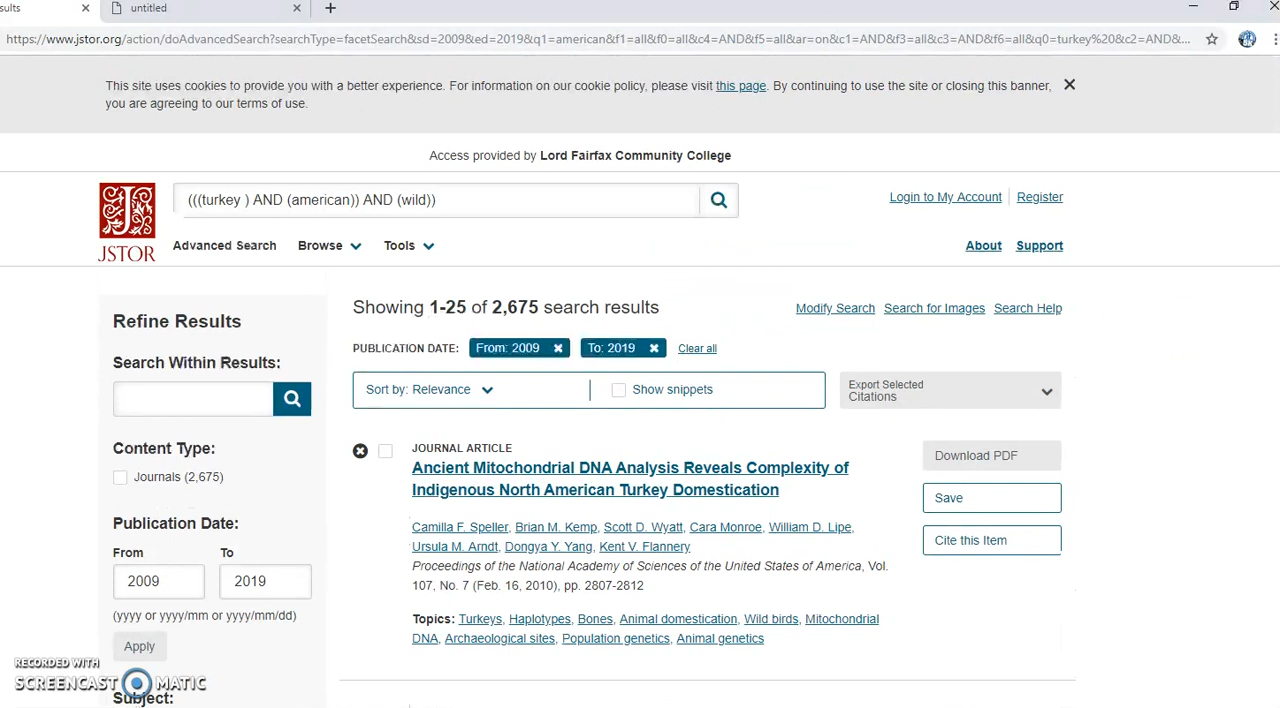 sults
untitled
https://www.jstor.org/action/doAdvancedSearch?searchType=facetSearch&sd=2009&ed=2019&q1=american&f1=all&f0=all&c4=AND&f5=all&ar=on&c1=AND&f3=all&c3=AND&f6=all&q0=turkey%20&c2=AND&...
This site uses cookies to provide you with a better experience. For information on our cookie policy, please visit this page. By continuing to use the site or closing this banner,
you are agreeing to our terms of use.
Access provided by Lord Fairfax Community College
(((turkey ) AND (american)) AND (wild))
Login to My Account Register
JSTOR
Advanced Search Browse Tools
About Support
Refine Results
Search Within Results:
Content Type:
Journals (2,675)
Publication Date:
From To
2009 2019
(yyyy or yyyy/mm or yyyy/mm/dd)
Apply
Subject:
Showing 1-25 of 2,675 search results
Modify Search Search for Images Search Help
PUBLICATION DATE: From: 2009 To: 2019 Clear all
Sort by: Relevance Show snippets
Export Selected
Citations
JOURNAL ARTICLE
Ancient Mitochondrial DNA Analysis Reveals Complexity of
Indigenous North American Turkey Domestication
Camilla F. Speller, Brian M. Kemp, Scott D. Wyatt, Cara Monroe, William D. Lipe,
Ursula M. Arndt, Dongya Y. Yang, Kent V. Flannery
Proceedings of the National Academy of Sciences of the United States of America, Vol.
107, No. 7 (Feb. 16, 2010), pp. 2807-2812
Topics: Turkeys, Haplotypes, Bones, Animal domestication, Wild birds, Mitochondrial
DNA, Archaeological sites, Population genetics, Animal genetics
Download PDF
Save
Cite this Item
RECORDED WITH
SCREENCAST MATIC